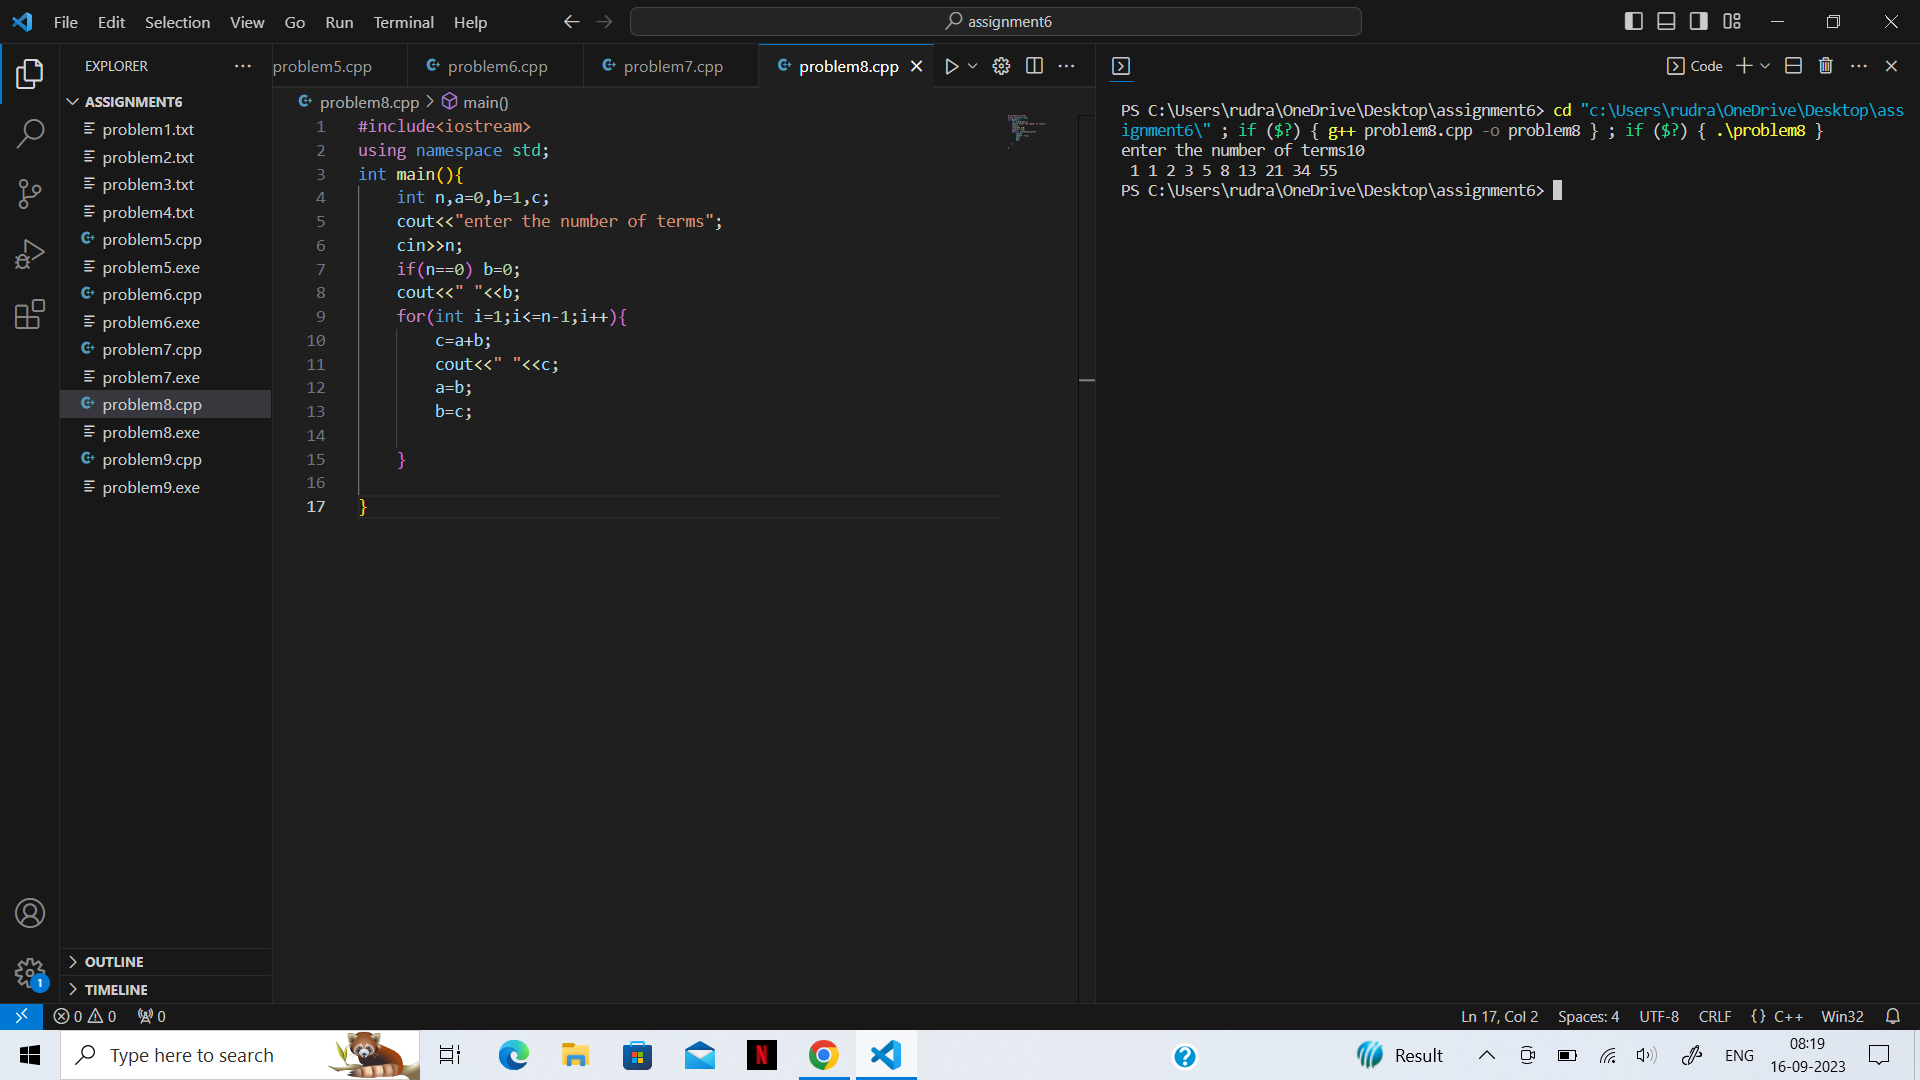 File Edit Selection View Go Run Terminal Help
assignment6
EXPLORER
ASSIGNMENT6
problem1.txt
problem2.txt
problem3.txt
problem4.txt
problem5.cpp
problem5.exe
problem6.cpp
problem6.exe
problem7.cpp
problem7.exe
problem8.cpp
problem8.exe
problem9.cpp
problem9.exe
OUTLINE
TIMELINE
problem5.cpp problem6.cpp problem7.cpp problem8.cpp
problem8.cpp > main()
1 #include<iostream>
2 using namespace std;
3 int main(){
4 int n,a=0,b=1,c;
5 cout<<"enter the number of terms";
6 cin>>n;
7 if(n==0) b=0;
8 cout<<" "<<b;
9 for(int i=1;i<=n-1;i++){
10 c=a+b;
11 cout<<" "<<c;
12 a=b;
13 b=c;
14
15 }
16
17 }
Code
PS C:\Users\rudra\OneDrive\Desktop\assignment6> cd "c:\Users\rudra\OneDrive\Desktop\ass
ignment6\" ; if ($?) { g++ problem8.cpp -o problem8 } ; if ($?) { .\problem8 }
enter the number of terms10
1 1 2 3 5 8 13 21 34 55
PS C:\Users\rudra\OneDrive\Desktop\assignment6>
1
0 0 0
Ln 17, Col 2 Spaces: 4 UTF-8 CRLF {} C++ Win32
Type here to search
Result
ENG
08:19
16-09-2023